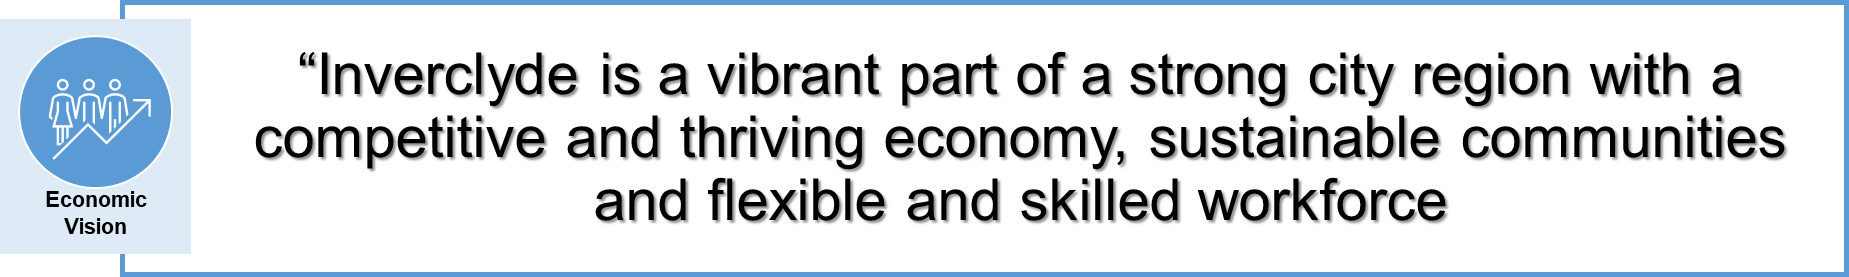 Economic
Vision
“Inverclyde is a vibrant part of a strong city region with a
competitive and thriving economy, sustainable communities
and flexible and skilled workforce